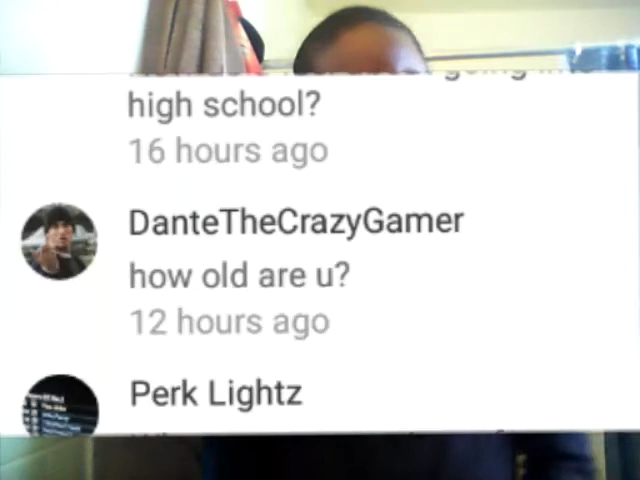 high school?
16 hours ago
DanteTheCrazyGamer
how old are u?
12 hours ago
Perk Lightz